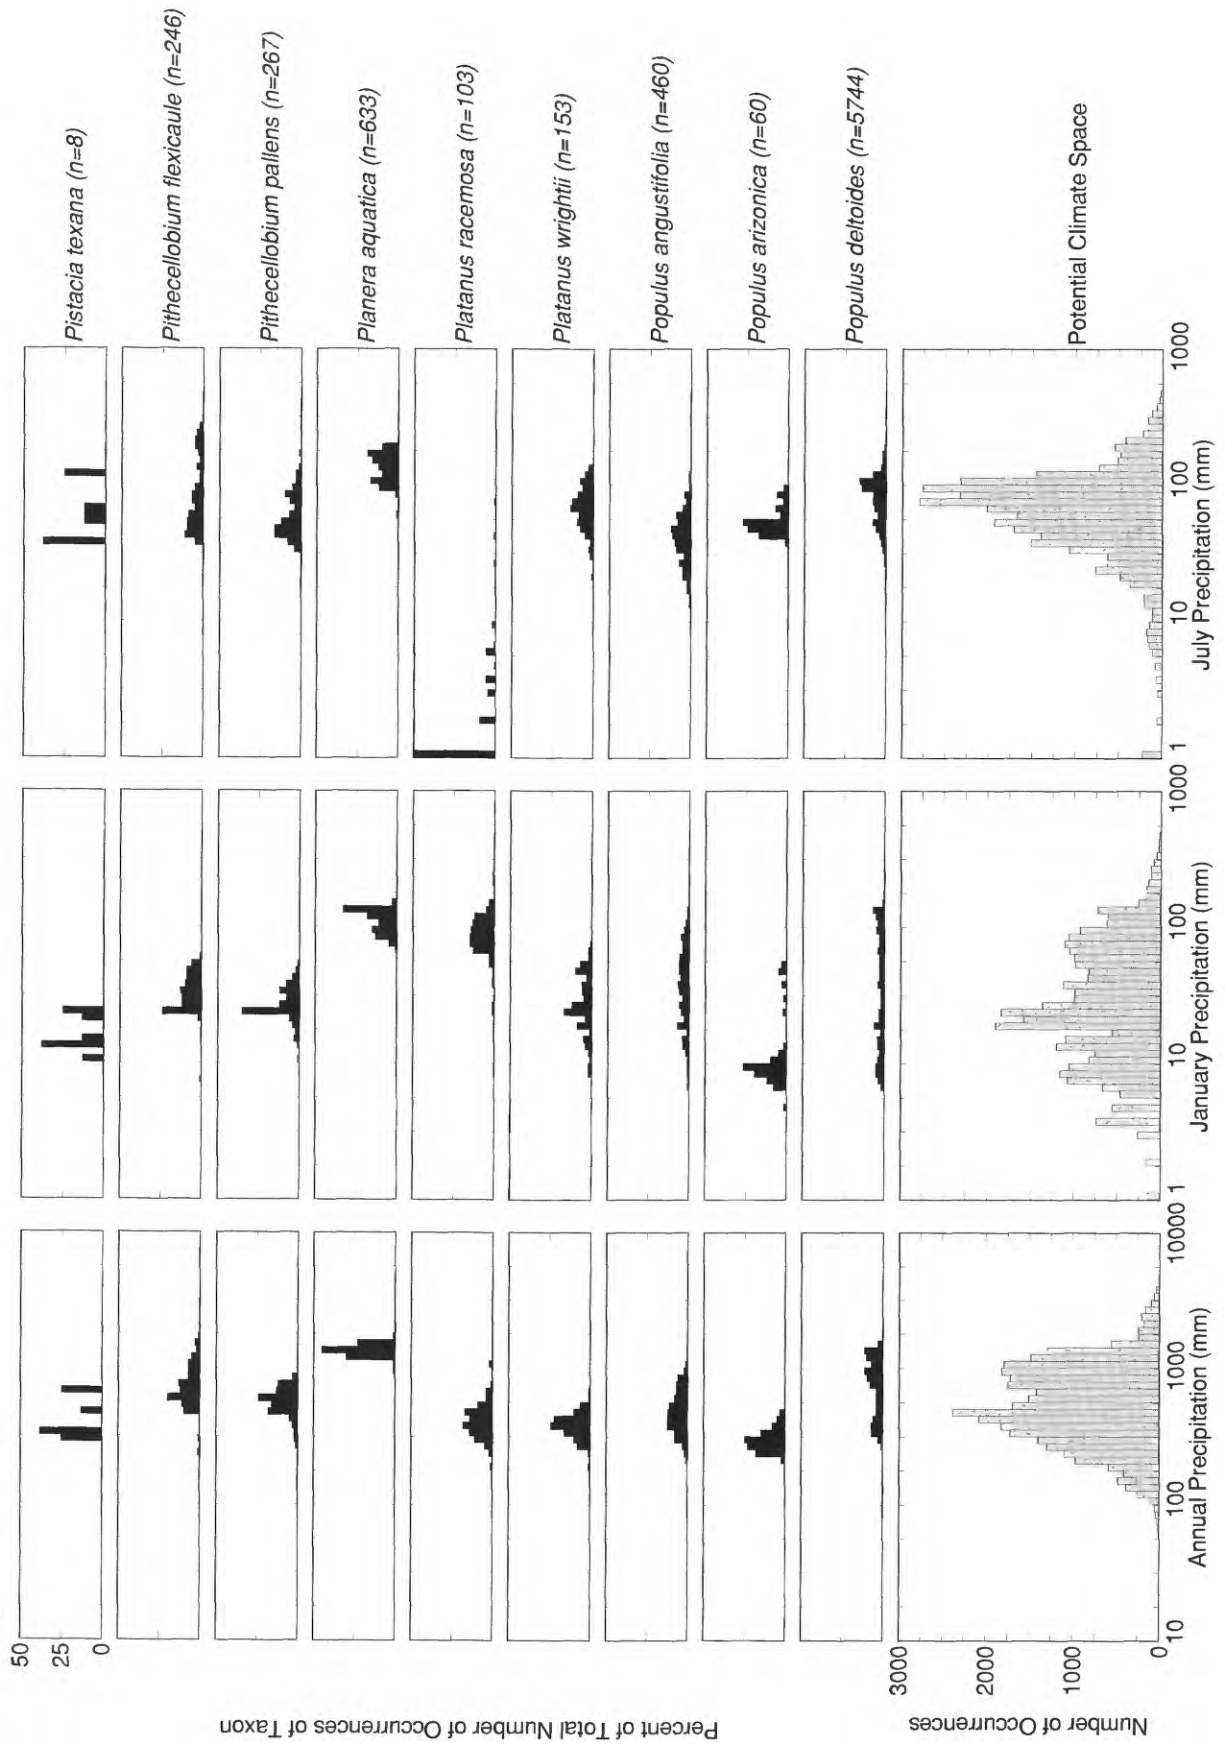 Percent of Total Number of Occurrences of Taxon
50
25
0
Pistacia texana (n=8)
Pithecellobium flexicaule (n=246)
Pithecellobium pallens (n=267)
Planera aquatica (n=633)
Platanus racemosa (n=103)
Platanus wrightii (n=153)
Populus angustifolia (n=460)
Populus arizonica (n=60)
Populus deltoides (n=5744)
Potential Climate Space
Number of Occurrences
3000
2000
1000
0
10 100 1000 10000
Annual Precipitation (mm)
1 10 100 1000
January Precipitation (mm)
1 10 100 1000
July Precipitation (mm)